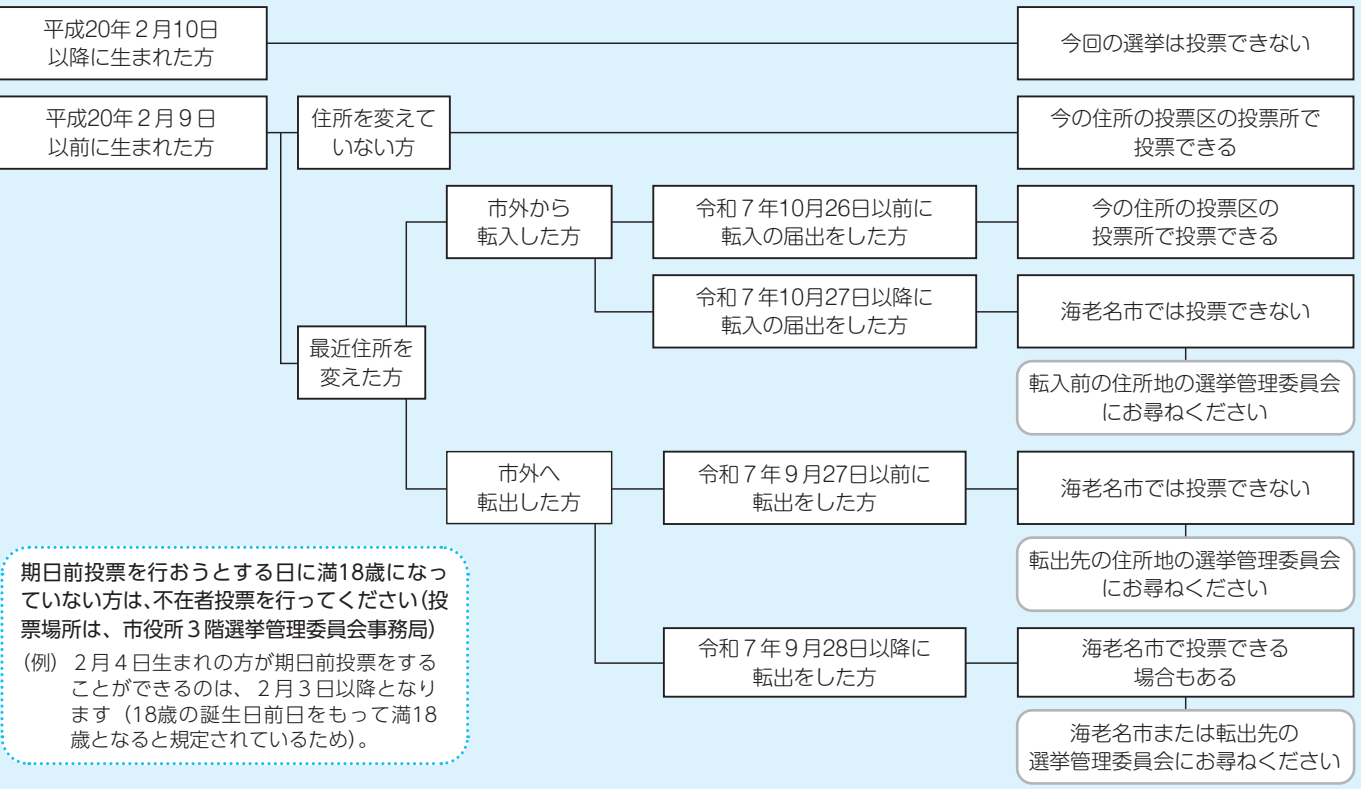 平成20年２月10日
以降に生まれた方
今回の選挙は投票できない
平成20年２月９日
以前に生まれた方
住所を変えて
いない方
今の住所の投票区の投票所で
投票できる
最近住所を
変えた方
市外から
転入した方
令和７年10月26日以前に
転入の届出をした方
今の住所の投票区の
投票所で投票できる
令和７年10月27日以降に
転入の届出をした方
海老名市では投票できない
転入前の住所地の選挙管理委員会
にお尋ねください
市外へ
転出した方
令和７年９月27日以前に
転出をした方
海老名市では投票できない
転出先の住所地の選挙管理委員会
にお尋ねください
令和７年９月28日以降に
転出をした方
海老名市で投票できる
場合もある
海老名市または転出先の
選挙管理委員会にお尋ねください
期日前投票を行おうとする日に満18歳になっ
ていない方は、不在者投票を行ってください（投
票場所は、市役所３階選挙管理委員会事務局）
（例）２月４日生まれの方が期日前投票をする
ことができるのは、２月３日以降となり
ます（18歳の誕生日前日をもって満18
歳となると規定されているため）。